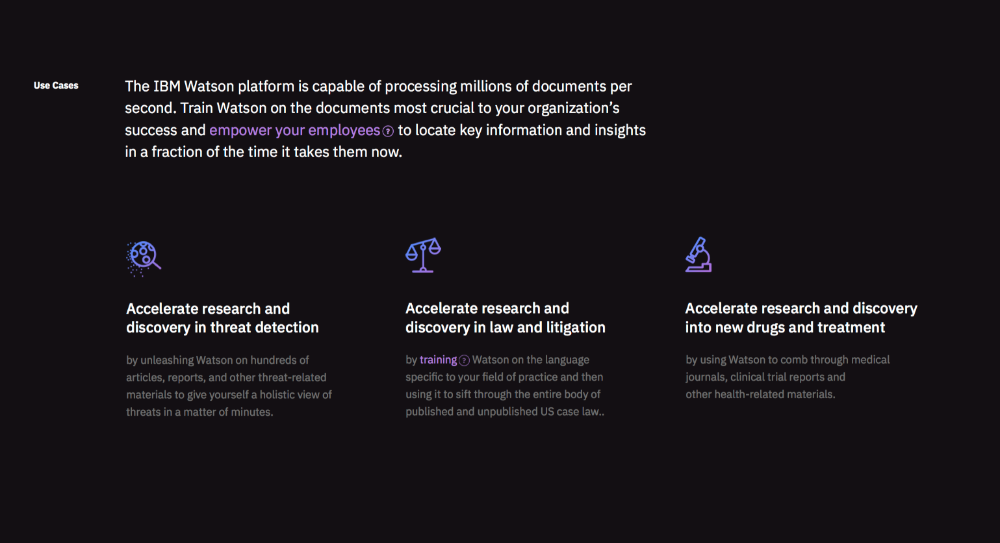 Use Cases
The IBM Watson platform is capable of processing millions of documents per
second. Train Watson on the documents most crucial to your organization’s
success and empower your employees ? to locate key information and insights
in a fraction of the time it takes them now.
Accelerate research and
discovery in threat detection
by unleashing Watson on hundreds of
articles, reports, and other threat-related
materials to give yourself a holistic view of
threats in a matter of minutes.
Accelerate research and
discovery in law and litigation
by training ? Watson on the language
specific to your field of practice and then
using it to sift through the entire body of
published and unpublished US case law..
Accelerate research and discovery
into new drugs and treatment
by using Watson to comb through medical
journals, clinical trial reports and
other health-related materials.